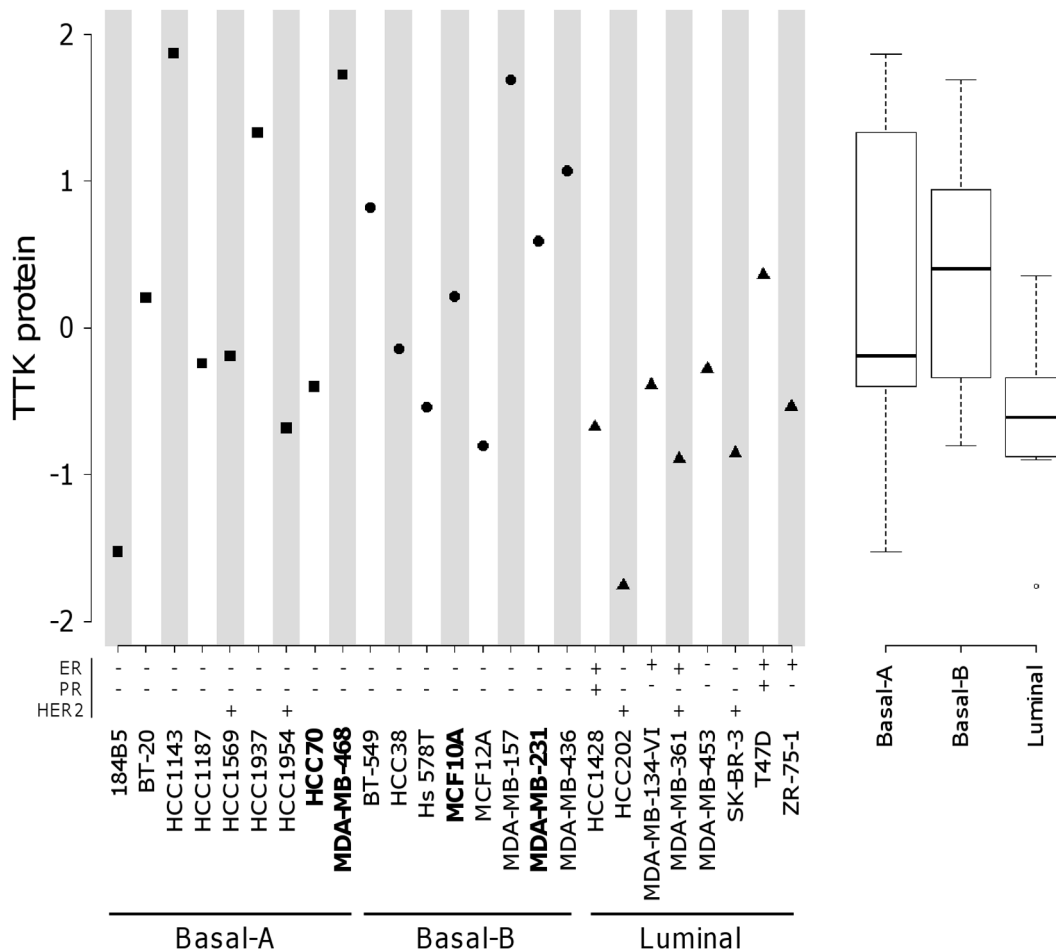 2
1
0
-1
-2
TTK protein
ER - - - - - - - - - - - - - - - - - + - + + - - + +
PR - - - - - - - - - - - - - - - - - + - - - - - + -
HER2 + + + + +
184B5
BT-20
HCC1143
HCC1187
HCC1569
HCC1937
HCC1954
HCC70
MDA-MB-468
BT-549
HCC38
Hs 578T
MCF10A
MCF12A
MDA-MB-157
MDA-MB-231
MDA-MB-436
HCC1428
HCC202
MDA-MB-134-VI
MDA-MB-361
MDA-MB-453
SK-BR-3
T47D
ZR-75-1
Basal-A
Basal-B
Luminal
Basal-A
Basal-B
Luminal